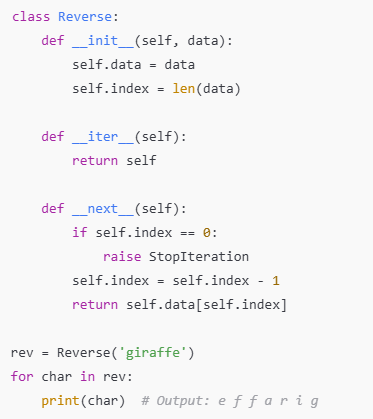 class Reverse:
    def __init__(self, data):
        self.data = data
        self.index = len(data)

    def __iter__(self):
        return self

    def __next__(self):
        if self.index == 0:
            raise StopIteration
        self.index = self.index - 1
        return self.data[self.index]

rev = Reverse('giraffe')
for char in rev:
    print(char)  # Output: e f f a r i g